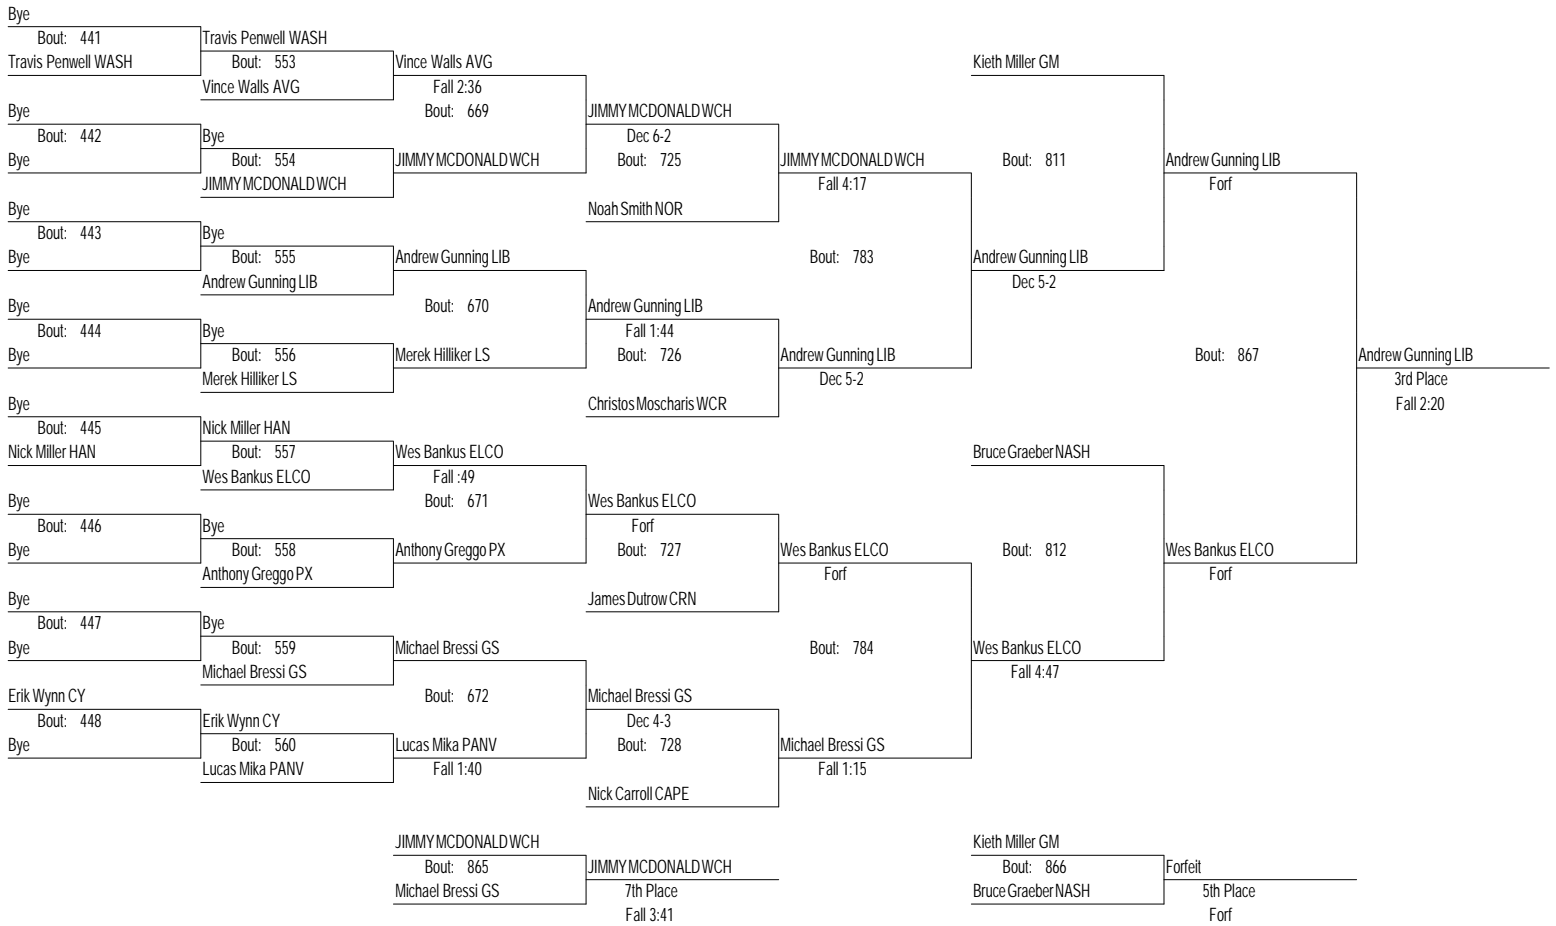 Bye
Bout: 441
Travis Penwell WASH
Bye
Bout: 442
Bye
Bye
Bout: 443
Bye
Bye
Bout: 444
Bye
Bye
Bout: 445
Nick Miller HAN
Bye
Bout: 446
Bye
Bye
Bout: 447
Bye
Erik Wynn CY
Bout: 448
Bye
Travis Penwell WASH
Bout: 553
Vince Walls AVG
Bye
Bout: 554
JIMMY MCDONALD WCH
Bye
Bout: 555
Andrew Gunning LIB
Bye
Bout: 556
Merek Hilliker LS
Nick Miller HAN
Bout: 557
Wes Bankus ELCO
Bye
Bout: 558
Anthony Greggo PX
Bye
Bout: 559
Michael Bressi GS
Erik Wynn CY
Bout: 560
Lucas Mika PANV
Vince Walls AVG
Fall 2:36
Bout: 669
JIMMY MCDONALD WCH
Andrew Gunning LIB
Bout: 670
Merek Hilliker LS
Wes Bankus ELCO
Fall :49
Bout: 671
Anthony Greggo PX
Michael Bressi GS
Bout: 672
Lucas Mika PANV
Fall 1:40
JIMMY MCDONALD WCH
Dec 6-2
Bout: 725
Noah Smith NOR
Andrew Gunning LIB
Fall 1:44
Bout: 726
Christos Moscharis WCR
Wes Bankus ELCO
Forf
Bout: 727
James Dutrow CRN
Michael Bressi GS
Dec 4-3
Bout: 728
Nick Carroll CAPE
JIMMY MCDONALD WCH
Fall 4:17
Bout: 783
Andrew Gunning LIB
Dec 5-2
Wes Bankus ELCO
Forf
Bout: 784
Michael Bressi GS
Fall 1:15
Kieth Miller GM
Bout: 811
Andrew Gunning LIB
Dec 5-2
Bruce Graeber NASH
Bout: 812
Wes Bankus ELCO
Fall 4:47
Andrew Gunning LIB
Forf
Bout: 867
Wes Bankus ELCO
Forf
Andrew Gunning LIB
3rd Place
Fall 2:20
JIMMY MCDONALD WCH
Bout: 865
Michael Bressi GS
JIMMY MCDONALD WCH
7th Place
Fall 3:41
Kieth Miller GM
Bout: 866
Bruce Graeber NASH
Forfeit
5th Place
Forf